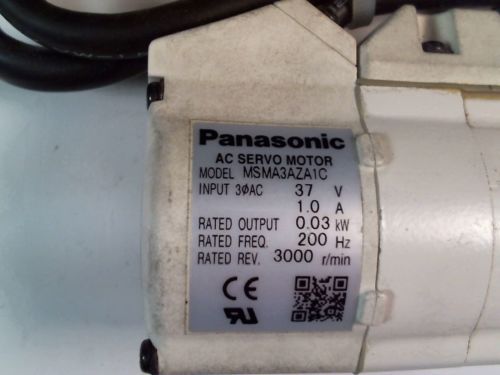 Panasonic
AC SERVO MOTOR
MODEL MSMA3AZA1C
INPUT 3ØAC 37 V
1.0 A
RATED OUTPUT 0.03 kW
RATED FREQ. 200 Hz
RATED REV. 3000 r/min
CE
RU